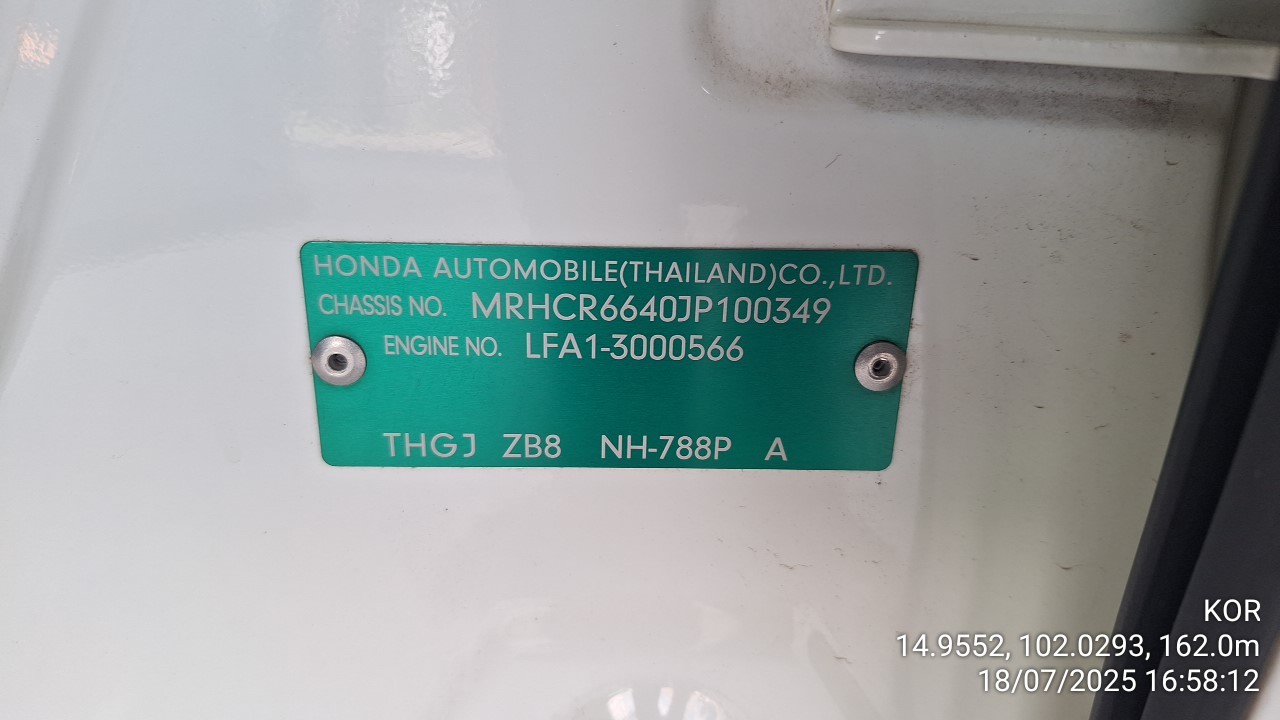 HONDA AUTOMOBILE(THAILAND)CO.,LTD.
CHASSIS NO. MRHCR6640JP100349
ENGINE NO. LFA1-3000566
THGJ ZB8 NH-788P A
KOR
14.9552, 102.0293, 162.0m
18/07/2025 16:58:12